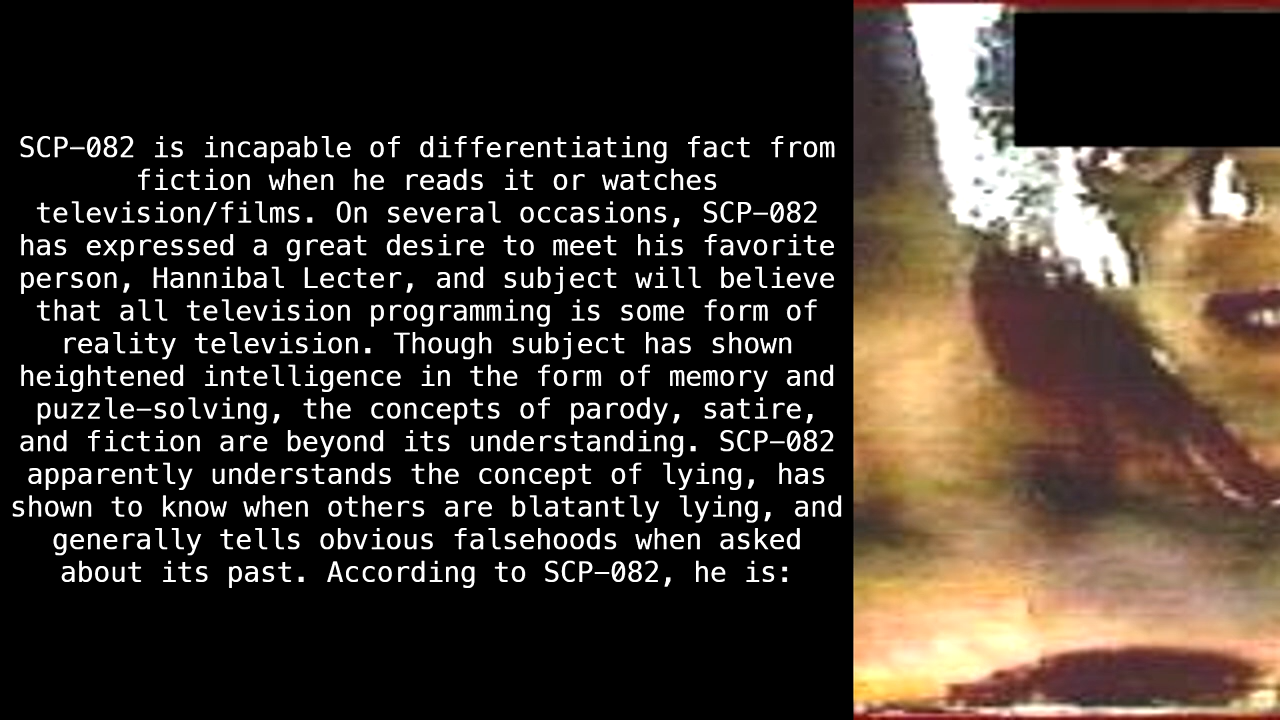 SCP-082 is incapable of differentiating fact from
fiction when he reads it or watches
television/films. On several occasions, SCP-082
has expressed a great desire to meet his favorite
person, Hannibal Lecter, and subject will believe
that all television programming is some form of
reality television. Though subject has shown
heightened intelligence in the form of memory and
puzzle-solving, the concepts of parody, satire,
and fiction are beyond its understanding. SCP-082
apparently understands the concept of lying, has
shown to know when others are blatantly lying, and
generally tells obvious falsehoods when asked
about its past. According to SCP-082, he is: